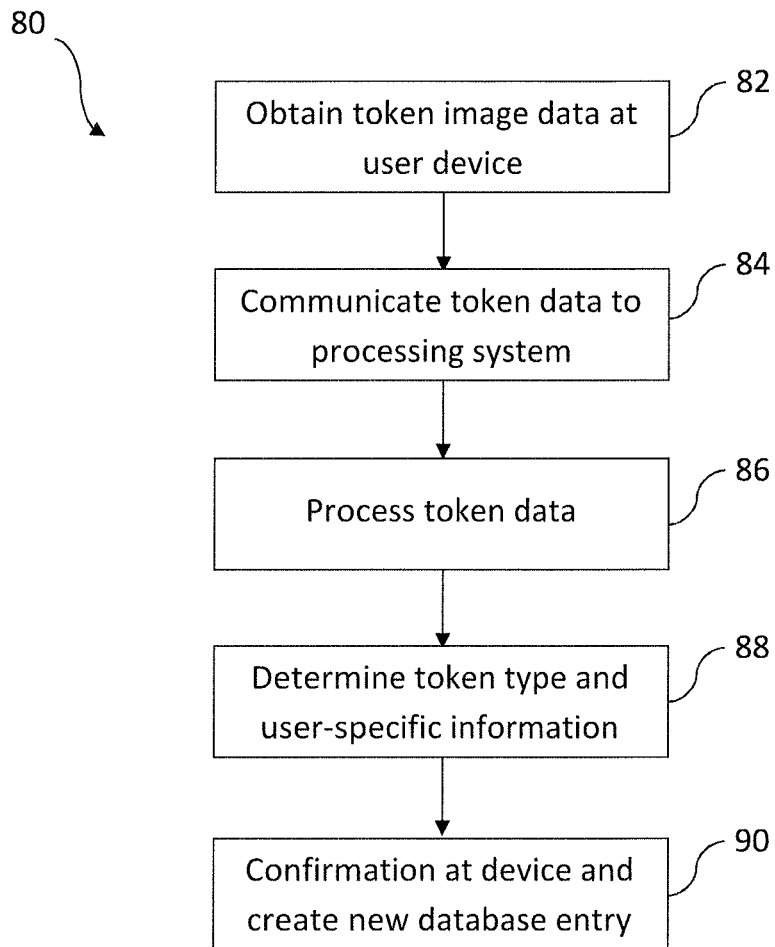 80
82
Obtain token image data at
user device
84
Communicate token data to
processing system
86
Process token data
88
Determine token type and
user-specific information
90
Confirmation at device and
create new database entry